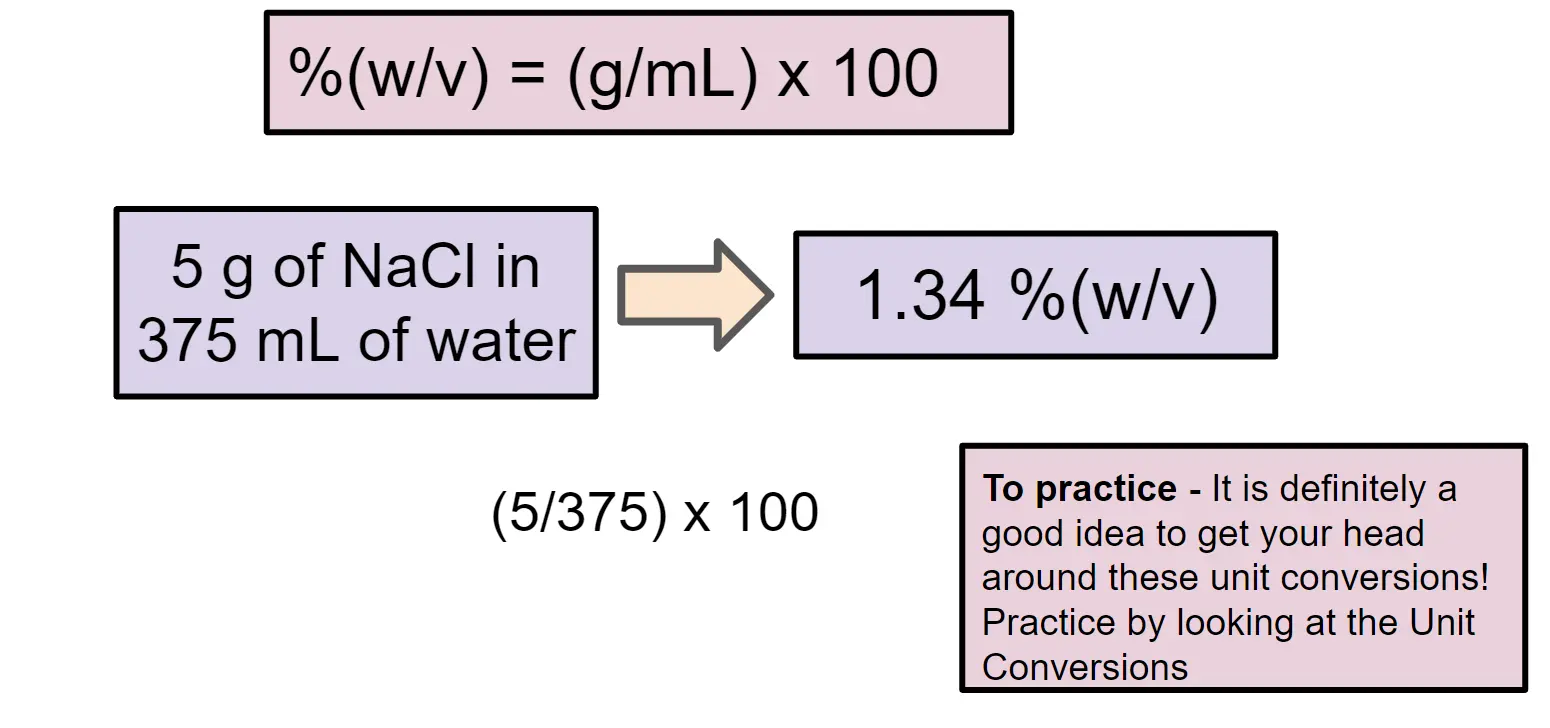 %(w/v) = (g/mL) x 100
5 g of NaCl in
375 mL of water
1.34 %(w/v)
(5/375) x 100
To practice - It is definitely a
good idea to get your head
around these unit conversions!
Practice by looking at the Unit
Conversions